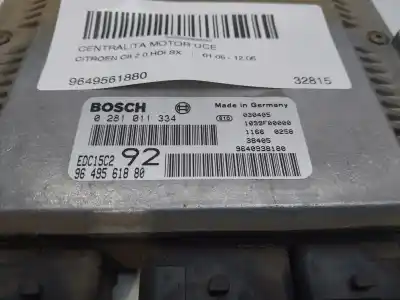 CENTRALITA MOTOR UCE
CITROEN C8 2.0 HDI SX | 01.06 - 12.06
9649561880 32815
BOSCH Made in Germany
0 281 011 334 030405
1039F00000
1166 0258
38405
EDC15C2 92 9640938180
96 495 618 80